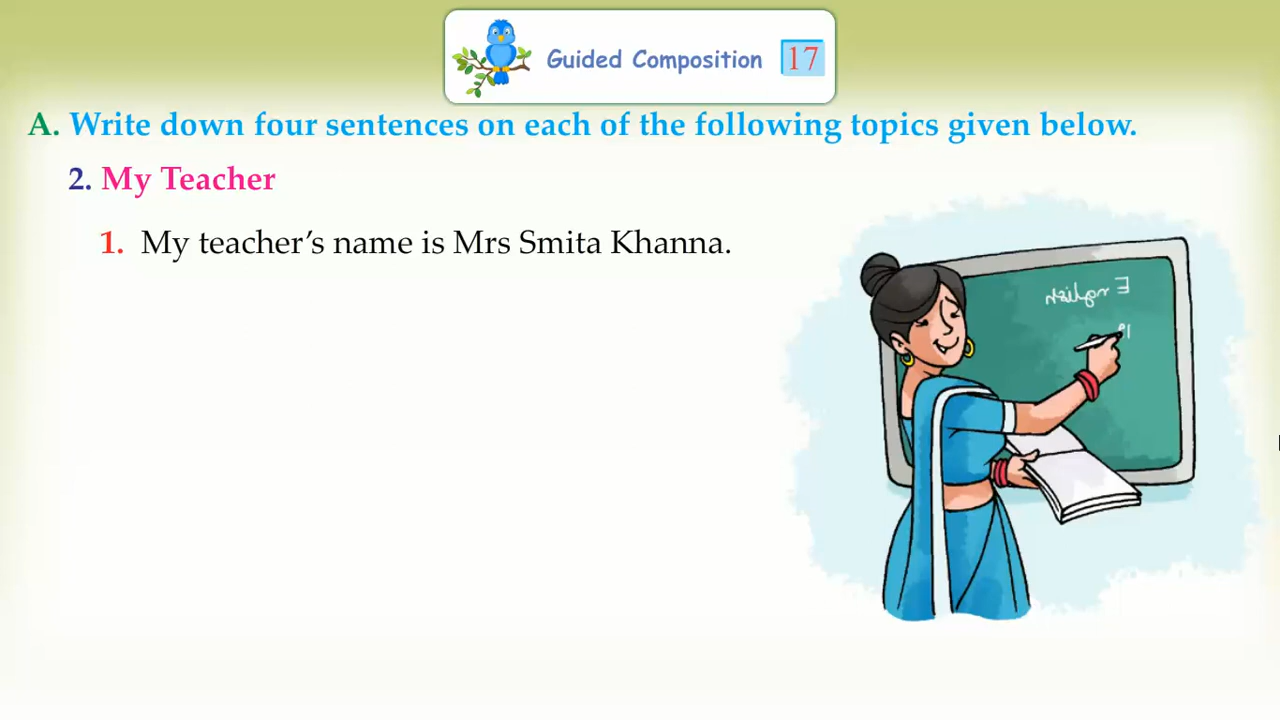 Guided Composition 17
A. Write down four sentences on each of the following topics given below.
2. My Teacher
1. My teacher's name is Mrs Smita Khanna.
English